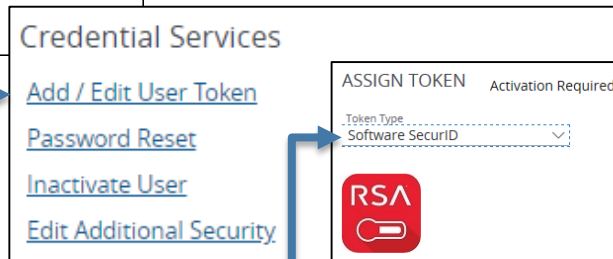 Credential Services
Add / Edit User Token
Password Reset
Inactivate User
Edit Additional Security
ASSIGN TOKEN Activation Required
Token Type
Software SecurID
RSA